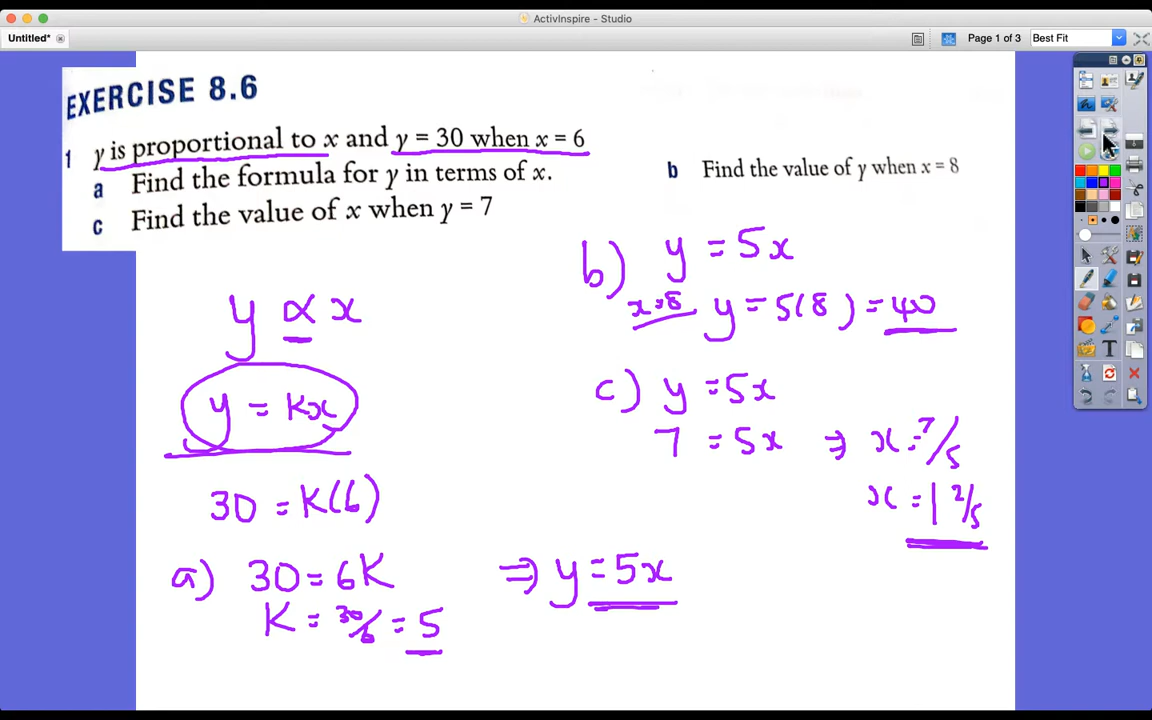 ActivInspire - Studio
Untitled*
Page 1 of 3
Best Fit
EXERCISE 8.6
1 y is proportional to x and y = 30 when x = 6
a Find the formula for y in terms of x.
b Find the value of y when x = 8
c Find the value of x when y = 7
y ∝ x
y = Kx
30 = K(6)
a) 30 = 6K ⇒ y = 5x
K = 30/6 = 5
b) y = 5x
x=8 y = 5(8) = 40
c) y = 5x
7 = 5x ⇒ x = 7/5
x = 1 2/5